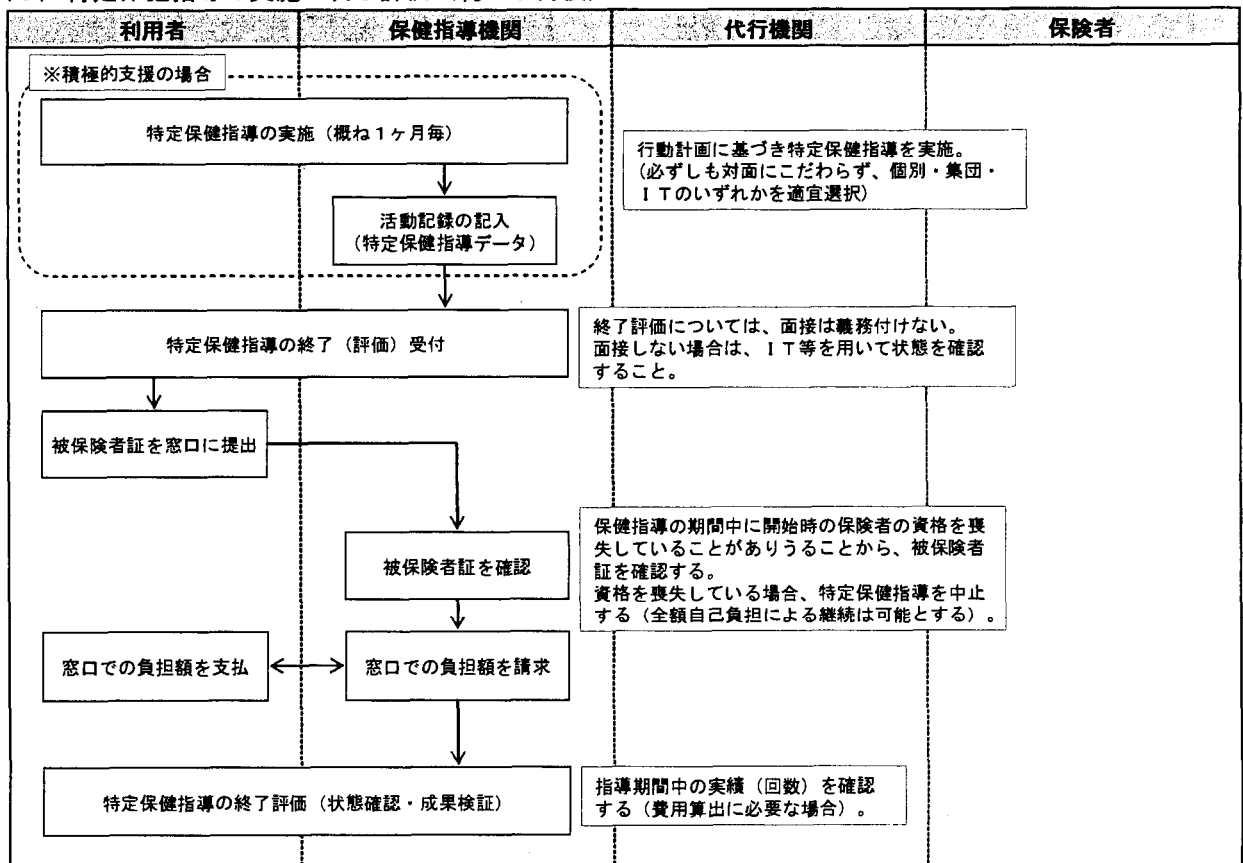 利用者 保健指導機関 代行機関 保険者
※積極的支援の場合
特定保健指導の実施（概ね１ヶ月毎）
行動計画に基づき特定保健指導を実施。
（必ずしも対面にこだわらず、個別・集団・
ＩＴのいずれかを適宜選択）
活動記録の記入
（特定保健指導データ）
特定保健指導の終了（評価）受付
終了評価については、面接は義務付けない。
面接しない場合は、ＩＴ等を用いて状態を確認
すること。
被保険者証を窓口に提出
被保険者証を確認
保健指導の期間中に開始時の保険者の資格を喪
失していることがありうることから、被保険者
証を確認する。
資格を喪失している場合、特定保健指導を中止
する（全額自己負担による継続は可能とする）。
窓口での負担額を支払
窓口での負担額を請求
特定保健指導の終了評価（状態確認・成果検証）
指導期間中の実績（回数）を確認
する（費用算出に必要な場合）。